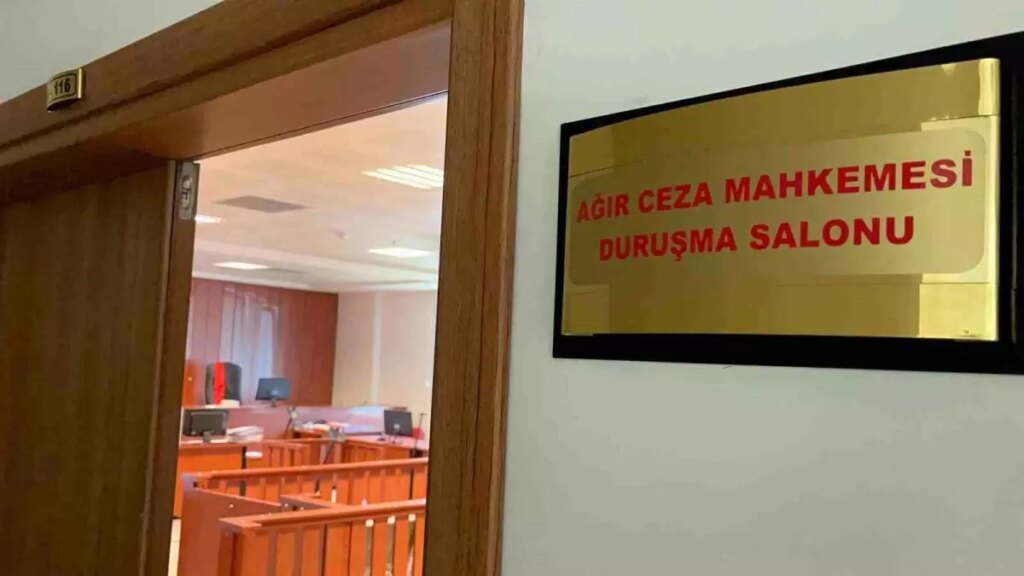 116
AĞIR CEZA MAHKEMESİ
DURUŞMA SALONU